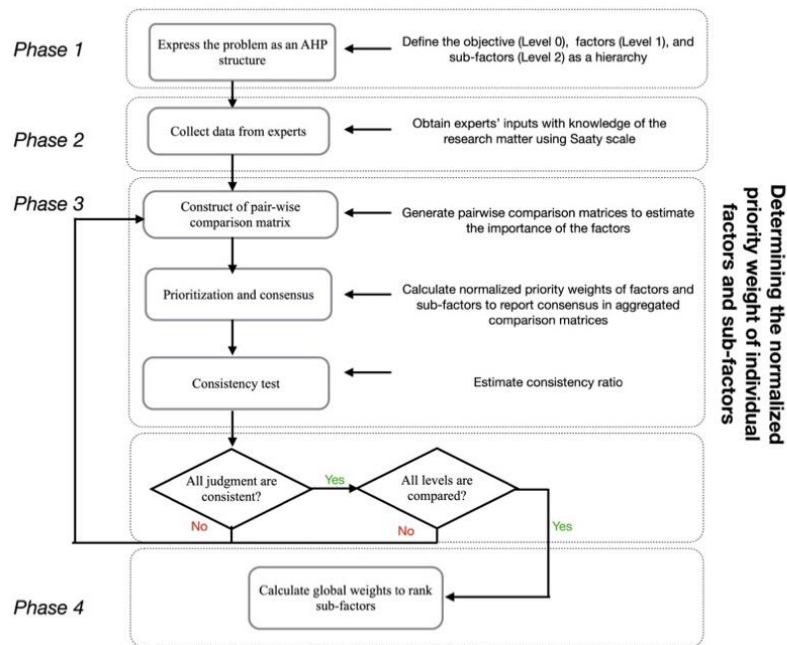 Phase 1
Express the problem as an AHP
structure
Define the objective (Level 0), factors (Level 1), and
sub-factors (Level 2) as a hierarchy
Phase 2
Collect data from experts
Obtain experts' inputs with knowledge of the
research matter using Saaty scale
Phase 3
Construct of pair-wise
comparison matrix
Generate pairwise comparison matrices to estimate
the importance of the factors
Prioritization and consensus
Calculate normalized priority weights of factors and
sub-factors to report consensus in aggregated
comparison matrices
Consistency test
Estimate consistency ratio
All judgment are
consistent?
Yes
No
All levels are
compared?
No
Yes
Phase 4
Calculate global weights to rank
sub-factors
Determining the normalized
priority weight of individual
factors and sub-factors